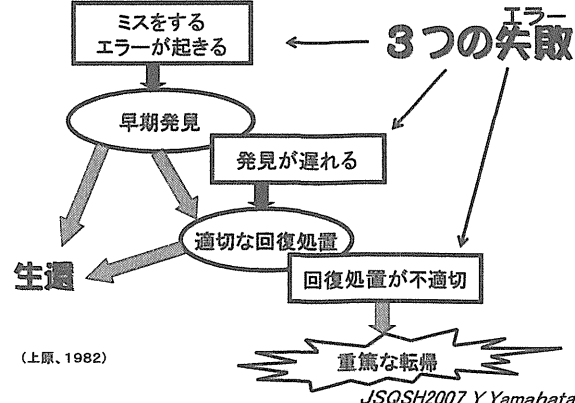 ミスをする
エラーが起きる
エラー
3つの失敗
早期発見
発見が遅れる
適切な回復処置
生還
回復処置が不適切
(上原、1982)
重篤な転帰
JSQSH2007 Y.Yamahata